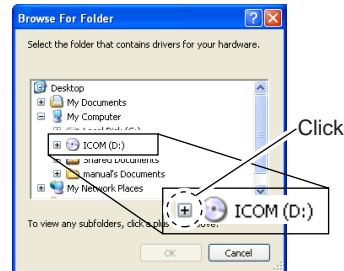 Browse For Folder
Select the folder that contains drivers for your hardware.
Desktop
My Documents
My Computer
ICOM (D:)
Shared Documents
manual's Documents
My Network Places
Click
ICOM (D:)
To view any subfolders, click a plus
OK
Cancel